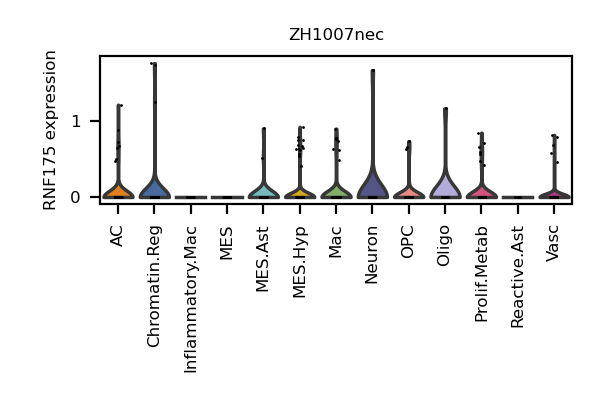 ZH1007nec
RNF175 expression
1
0
AC
Chromatin.Reg
Inflammatory.Mac
MES
MES.Ast
MES.Hyp
Mac
Neuron
OPC
Oligo
Prolif.Metab
Reactive.Ast
Vasc